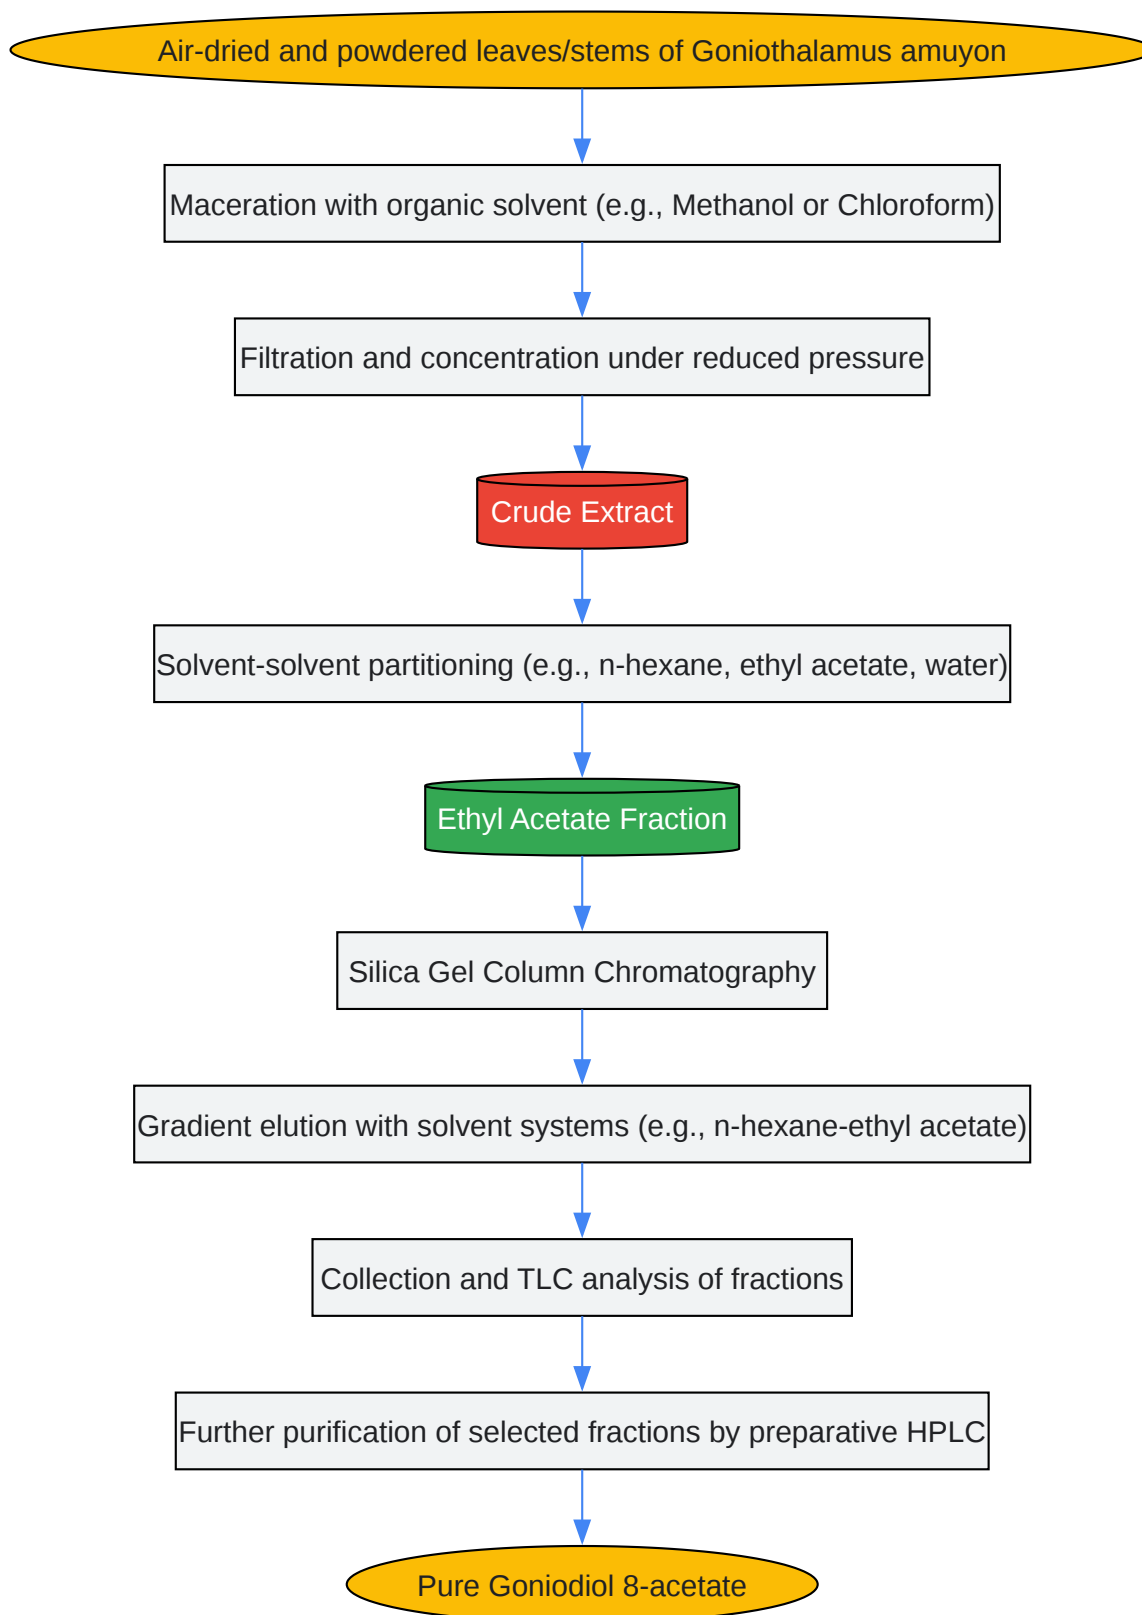 Air-dried and powdered leaves/stems of Goniothalamus amuyon
Maceration with organic solvent (e.g., Methanol or Chloroform)
Filtration and concentration under reduced pressure
Crude Extract
Solvent-solvent partitioning (e.g., n-hexane, ethyl acetate, water)
Ethyl Acetate Fraction
Silica Gel Column Chromatography
Gradient elution with solvent systems (e.g., n-hexane-ethyl acetate)
Collection and TLC analysis of fractions
Further purification of selected fractions by preparative HPLC
Pure Goniodiol 8-acetate